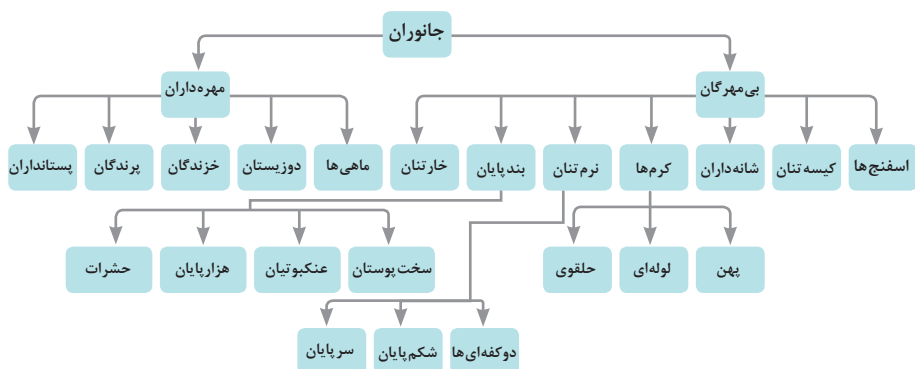 جانوران
بی‌مهرگان
مهره‌داران
اسفنج‌ها
کیسه‌تنان
شانه‌داران
کرم‌ها
نرم‌تنان
بندپایان
خارتنان
ماهی‌ها
دوزیستان
خزندگان
پرندگان
پستانداران
پهن
لوله‌ای
حلقوی
سخت‌پوستان
عنکبوتیان
هزارپایان
حشرات
دوکفه‌ای‌ها
شکم‌پایان
سرپایان